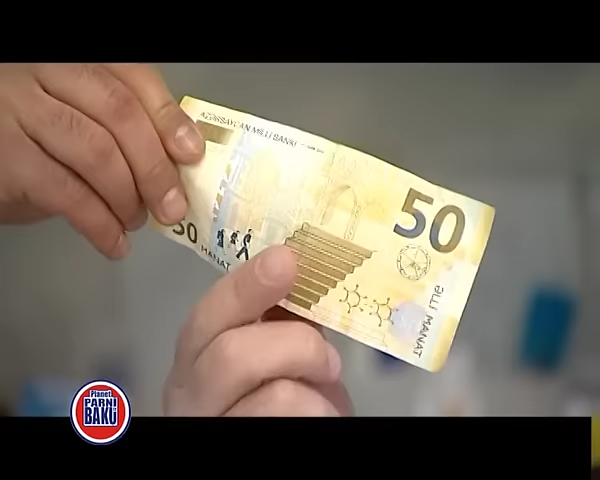 AZƏRBAYCAN MİLLİ BANKI
50
50
MANAT
ƏLLİ MANAT
Planet
PARNI
BAKU